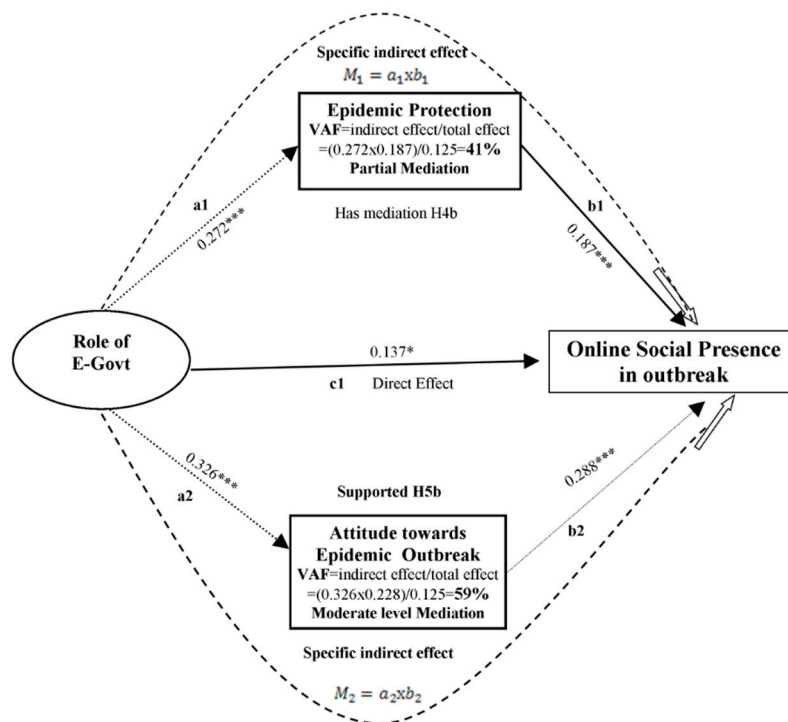 Specific indirect effect
M₁ = a₁xb₁
Epidemic Protection
VAF=indirect effect/total effect
=(0.272x0.187)/0.125=41%
Partial Mediation
a1
0.272***
Has mediation H4b
b1
0.187***
Role of
E-Govt
0.137*
c1 Direct Effect
Online Social Presence
in outbreak
0.326***
a2
Supported H5b
0.288***
b2
Attitude towards
Epidemic Outbreak
VAF=indirect effect/total effect
=(0.326x0.228)/0.125=59%
Moderate level Mediation
Specific indirect effect
M₂ = a₂xb₂